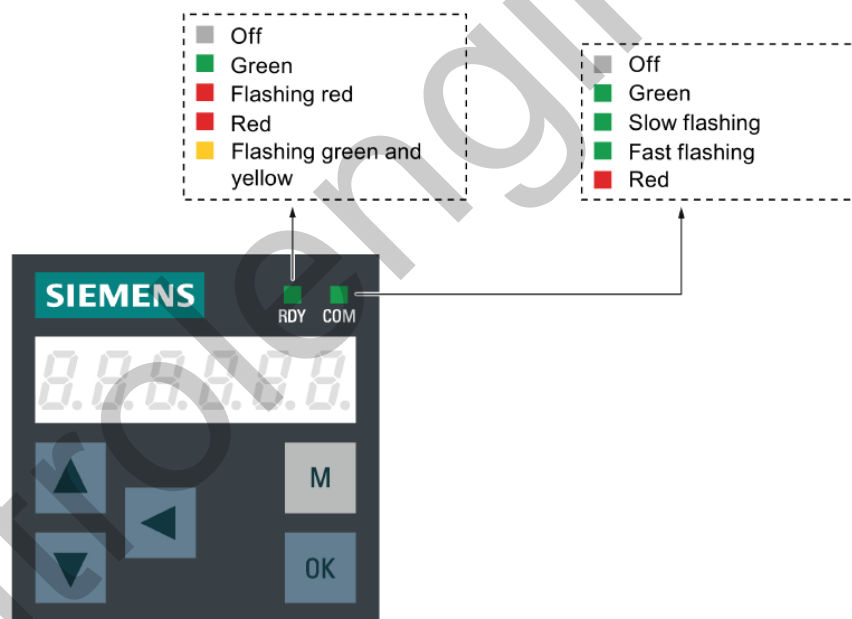 Off
Green
Flashing red
Red
Flashing green and
yellow
Off
Green
Slow flashing
Fast flashing
Red
SIEMENS
RDY COM
8.8.8.8.8.8.
M
OK